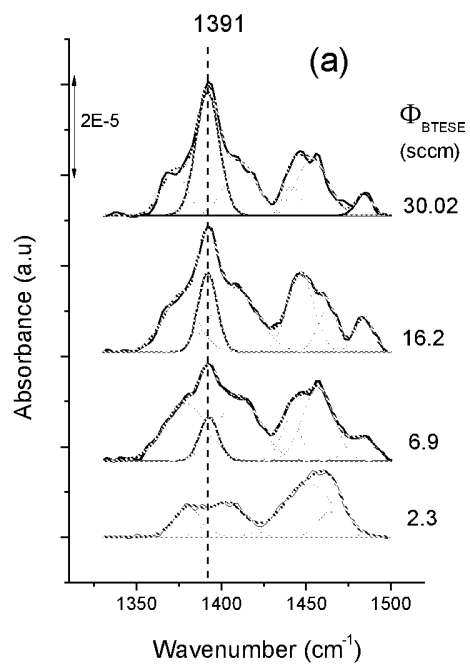 1391
(a)
2E-5
Φ_BTESE
(sccm)
30.02
16.2
6.9
2.3
Absorbance (a.u)
1350 1400 1450 1500
Wavenumber (cm⁻¹)